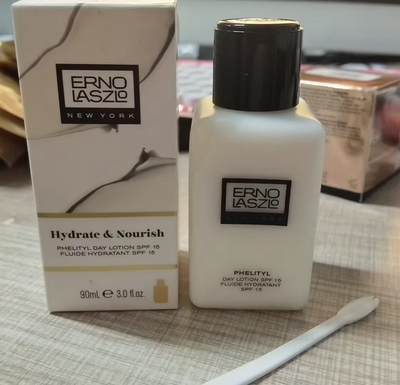 ERNO
LASZLO
NEW YORK
Hydrate & Nourish
PHELITYL DAY LOTION SPF 15
FLUIDE HYDRATANT SPF 15
90mL e 3.0 fl oz.
ERNO
LASZLO
PHELITYL
DAY LOTION SPF 15
FLUIDE HYDRATANT
SPF 15